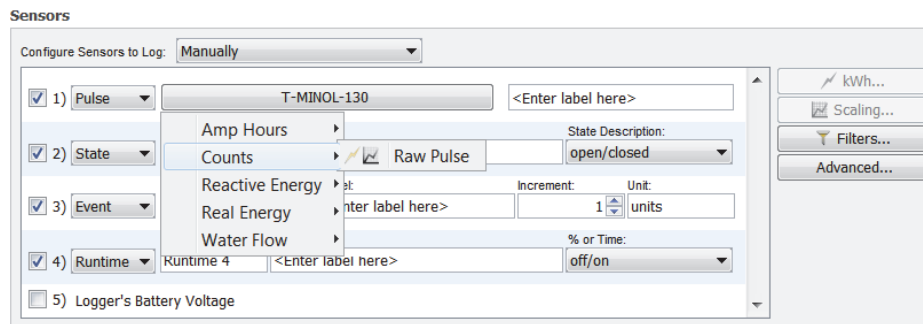 Sensors
Configure Sensors to Log: Manually
1) Pulse T-MINOL-130 <Enter label here>
kWh...
Scaling...
Filters...
Advanced...
Amp Hours
Counts
Raw Pulse
Reactive Energy
Real Energy
Water Flow
State Description:
2) State open/closed
Increment: Unit:
3) Event nter label here> 1 units
% or Time:
4) Runtime Runtime 4 <Enter label here> off/on
5) Logger's Battery Voltage